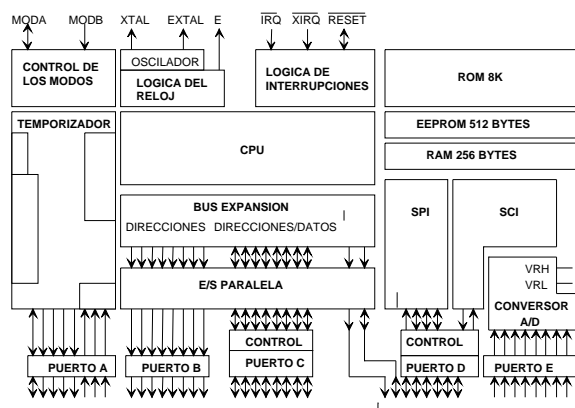 MODA MODB XTAL EXTAL E IRQ XIRQ RESET
CONTROL DE
LOS MODOS
OSCILADOR
LOGICA DEL
RELOJ
LOGICA DE
INTERRUPCIONES
ROM 8K
TEMPORIZADOR
CPU
EEPROM 512 BYTES
RAM 256 BYTES
BUS EXPANSION
DIRECCIONES DIRECCIONES/DATOS
SPI
SCI
E/S PARALELA
VRH
VRL
CONVERSOR
A/D
CONTROL
CONTROL
PUERTO A
PUERTO B
PUERTO C
PUERTO D
PUERTO E